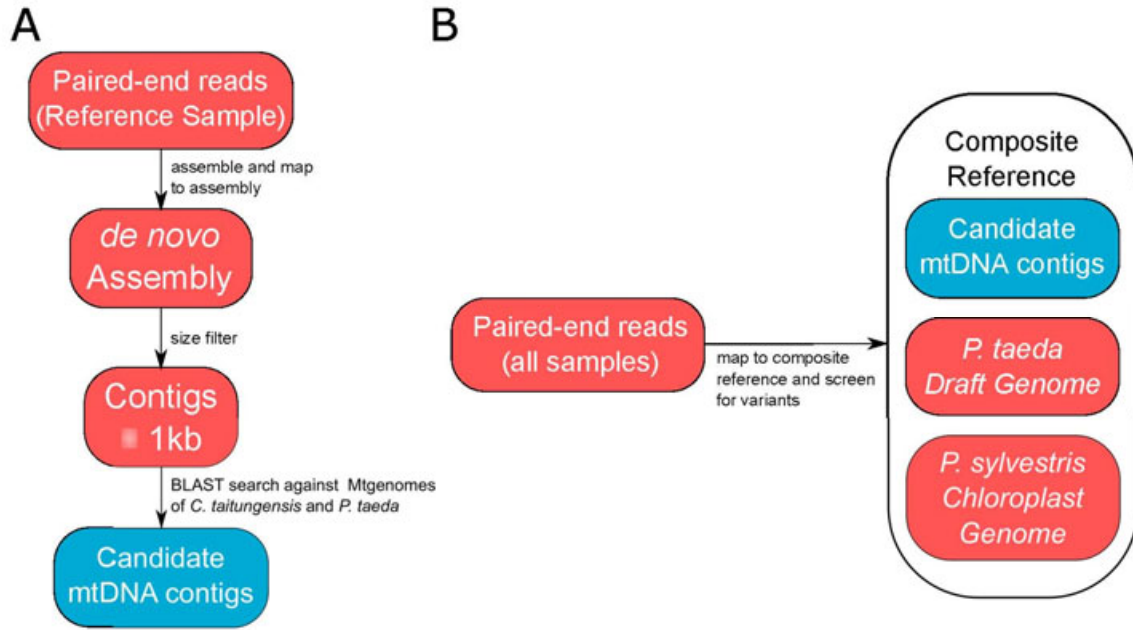 A
Paired-end reads
(Reference Sample)
assemble and map
to assembly
de novo
Assembly
size filter
Contigs
1kb
BLAST search against Mtgenomes
of C. taitungensis and P. taeda
Candidate
mtDNA contigs
B
Paired-end reads
(all samples)
map to composite
reference and screen
for variants
Composite
Reference
Candidate
mtDNA contigs
P. taeda
Draft Genome
P. sylvestris
Chloroplast
Genome